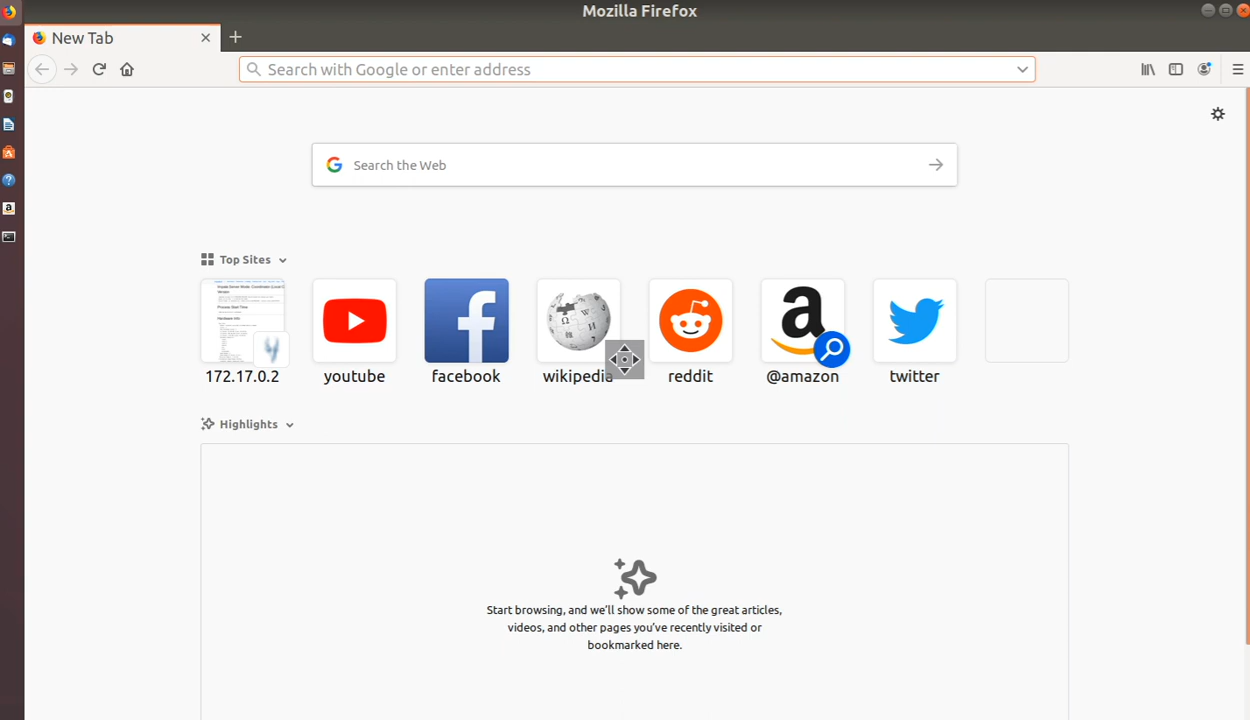 Mozilla Firefox
New Tab
Search with Google or enter address
Search the Web
Top Sites
172.17.0.2
youtube
facebook
wikipedia
reddit
@amazon
twitter
Highlights
Start browsing, and we'll show some of the great articles,
videos, and other pages you've recently visited or
bookmarked here.